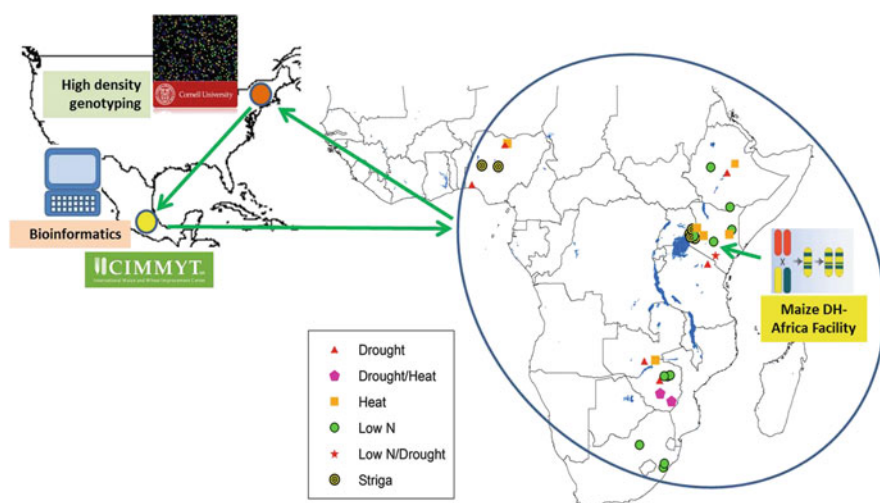 High density
genotyping
Cornell University
Bioinformatics
CIMMYT
International Maize and Wheat Improvement Center
Maize DH-
Africa Facility
X
Drought
Drought/Heat
Heat
Low N
Low N/Drought
Striga